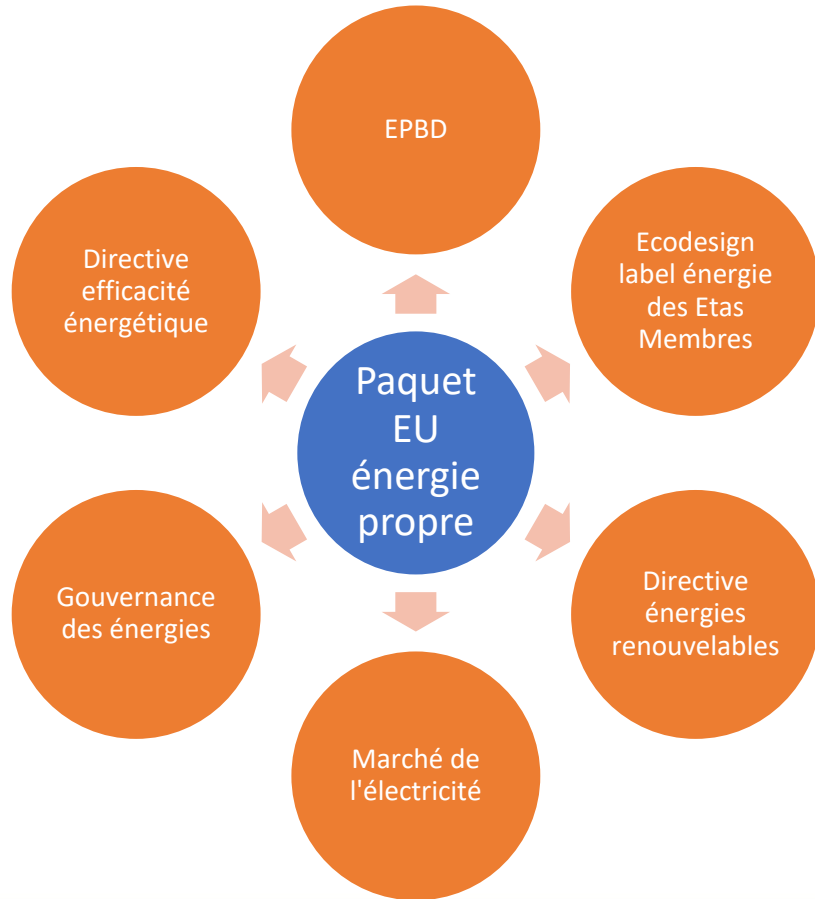 EPBD
Ecodesign
label énergie
des Etas
Membres
Directive
énergies
renouvelables
Marché de
l'électricité
Gouvernance
des énergies
Directive
efficacité
énergétique
Paquet
EU
énergie
propre